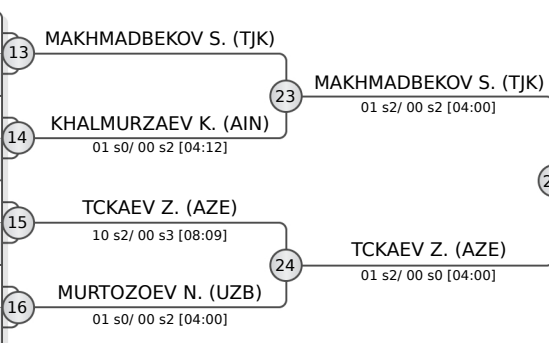 MAKHMADBEKOV S. (TJK)
13
MAKHMADBEKOV S. (TJK)
23
01 s2/ 00 s2 [04:00]
KHALMURZAEV K. (AIN)
14
01 s0/ 00 s2 [04:12]
TCKAEV Z. (AZE)
15
10 s2/ 00 s3 [08:09]
TCKAEV Z. (AZE)
24
01 s2/ 00 s0 [04:00]
MURTOZOEV N. (UZB)
16
01 s0/ 00 s2 [04:00]